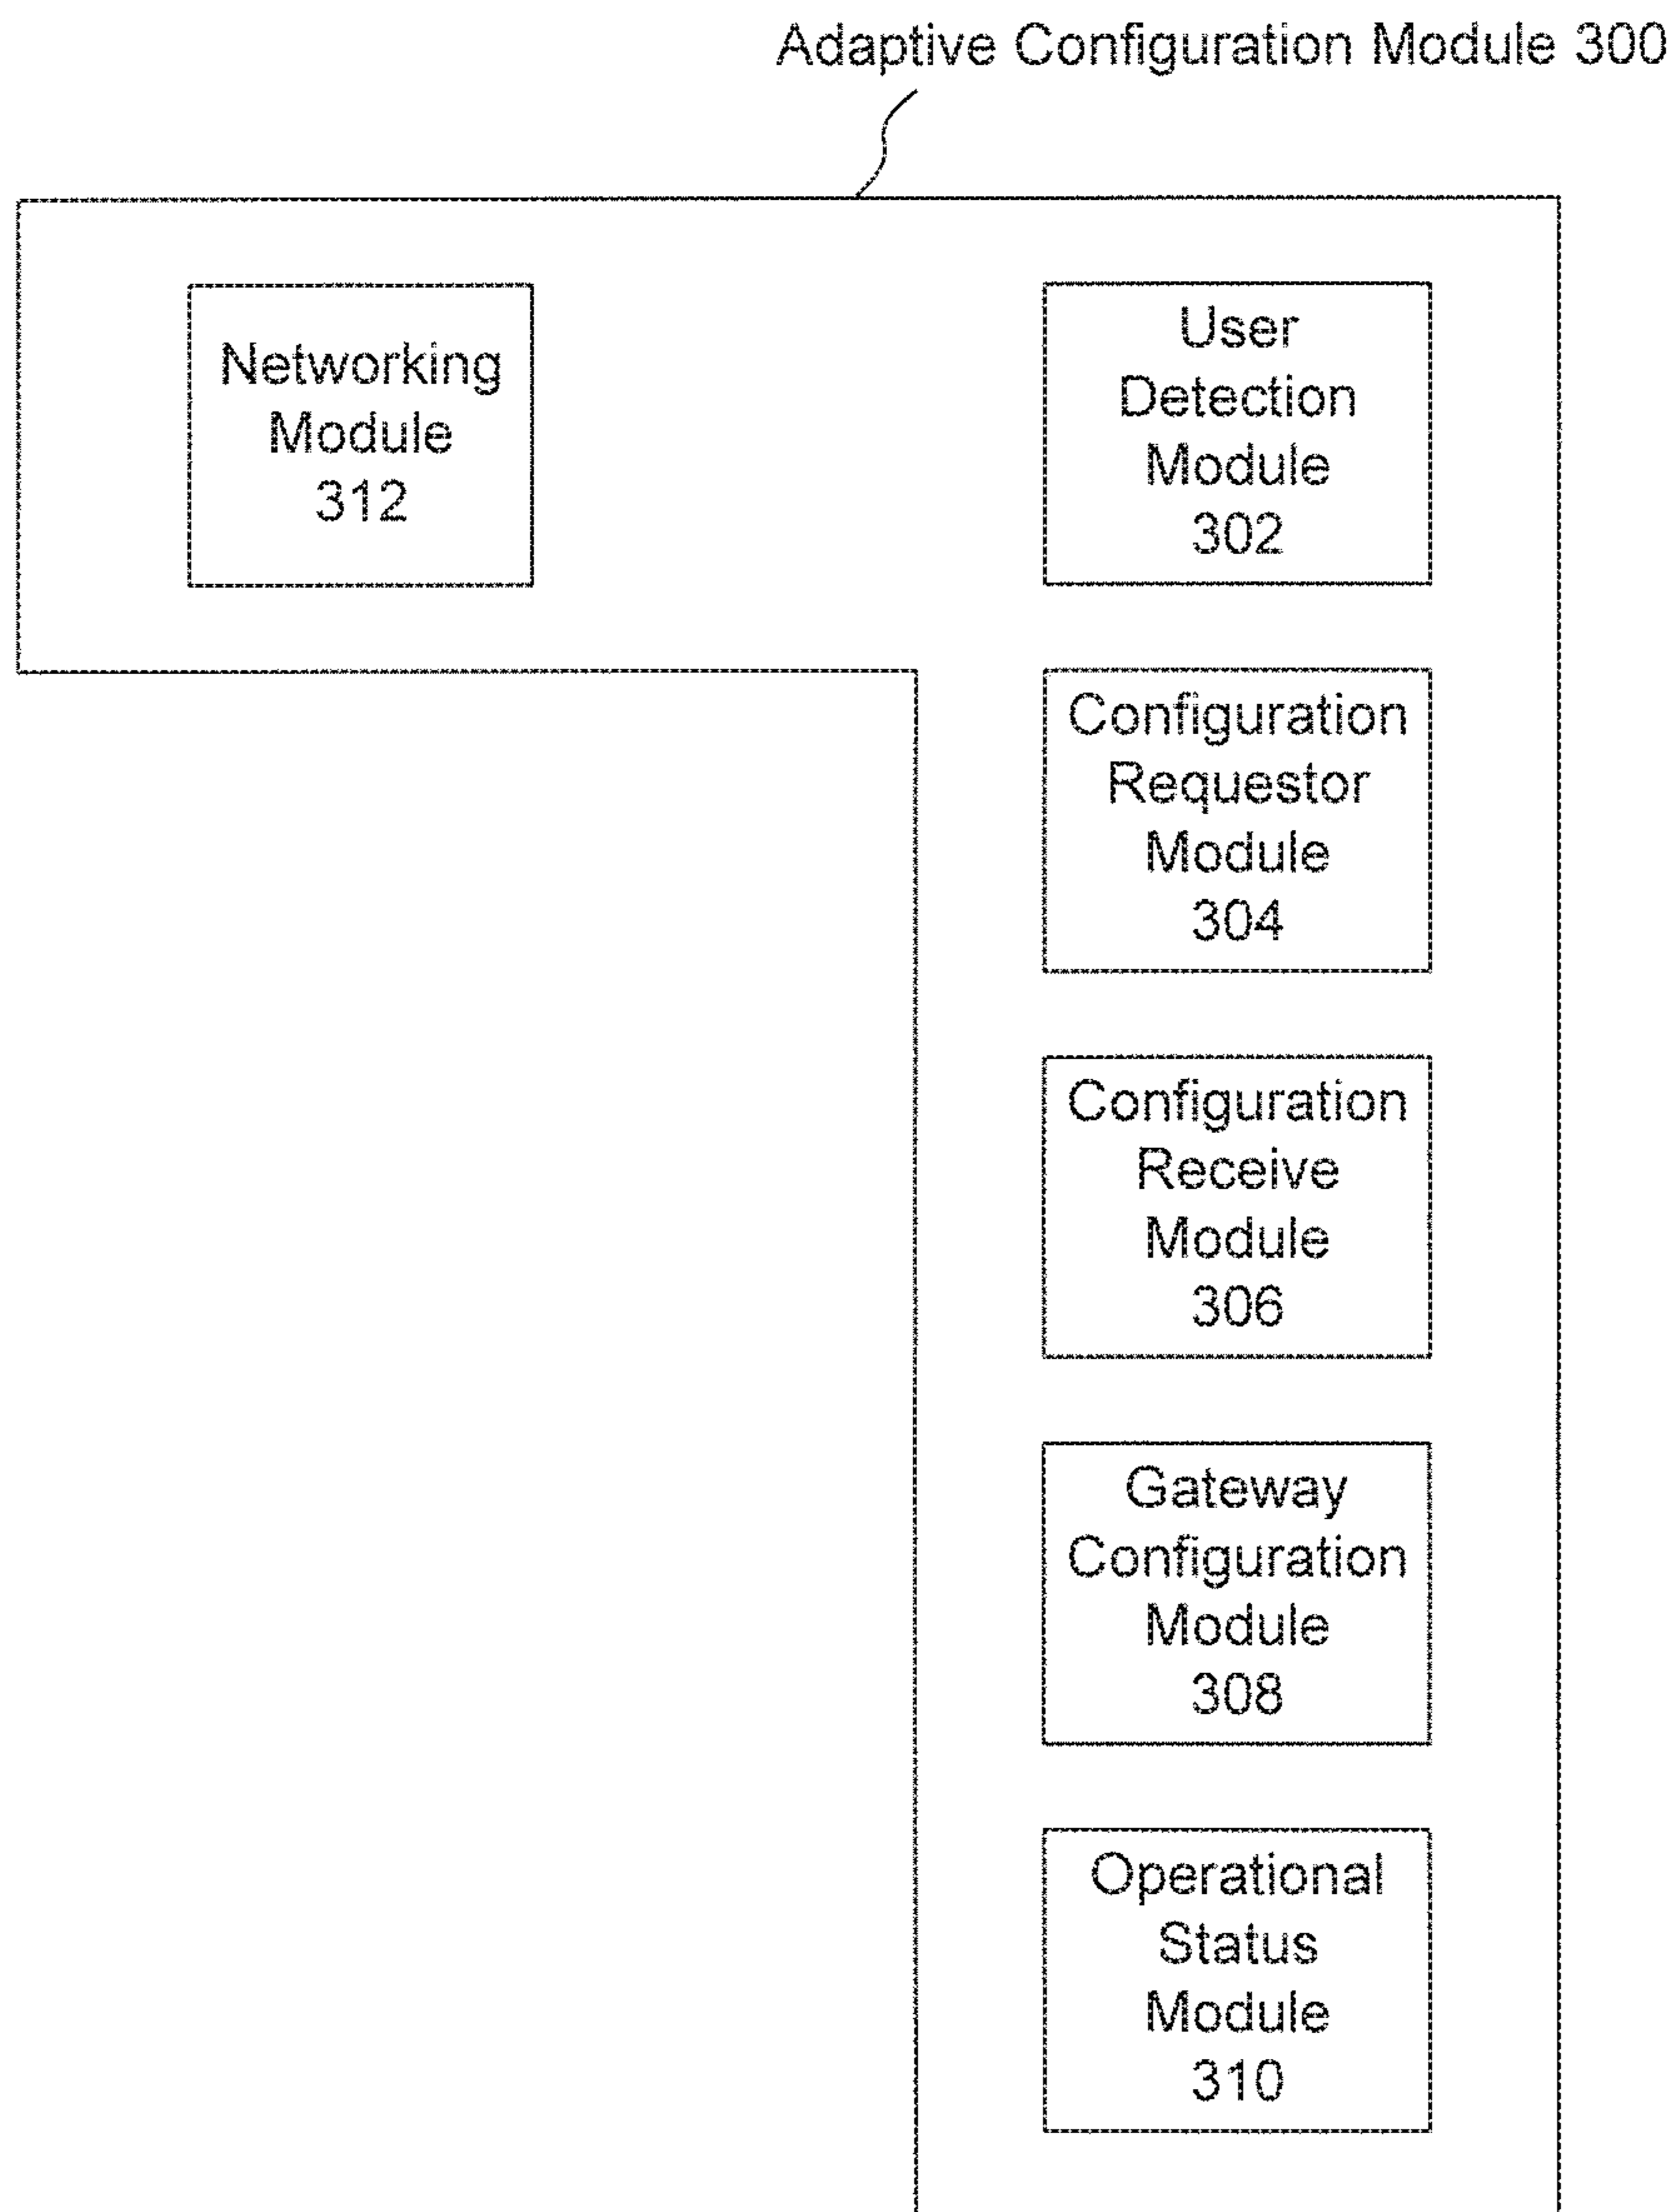 Adaptive Configuration Module 300
Networking
Module
312
User
Detection
Module
302
Configuration
Requestor
Module
304
Configuration
Receive
Module
306
Gateway
Configuration
Module
308
Operational
Status
Module
310